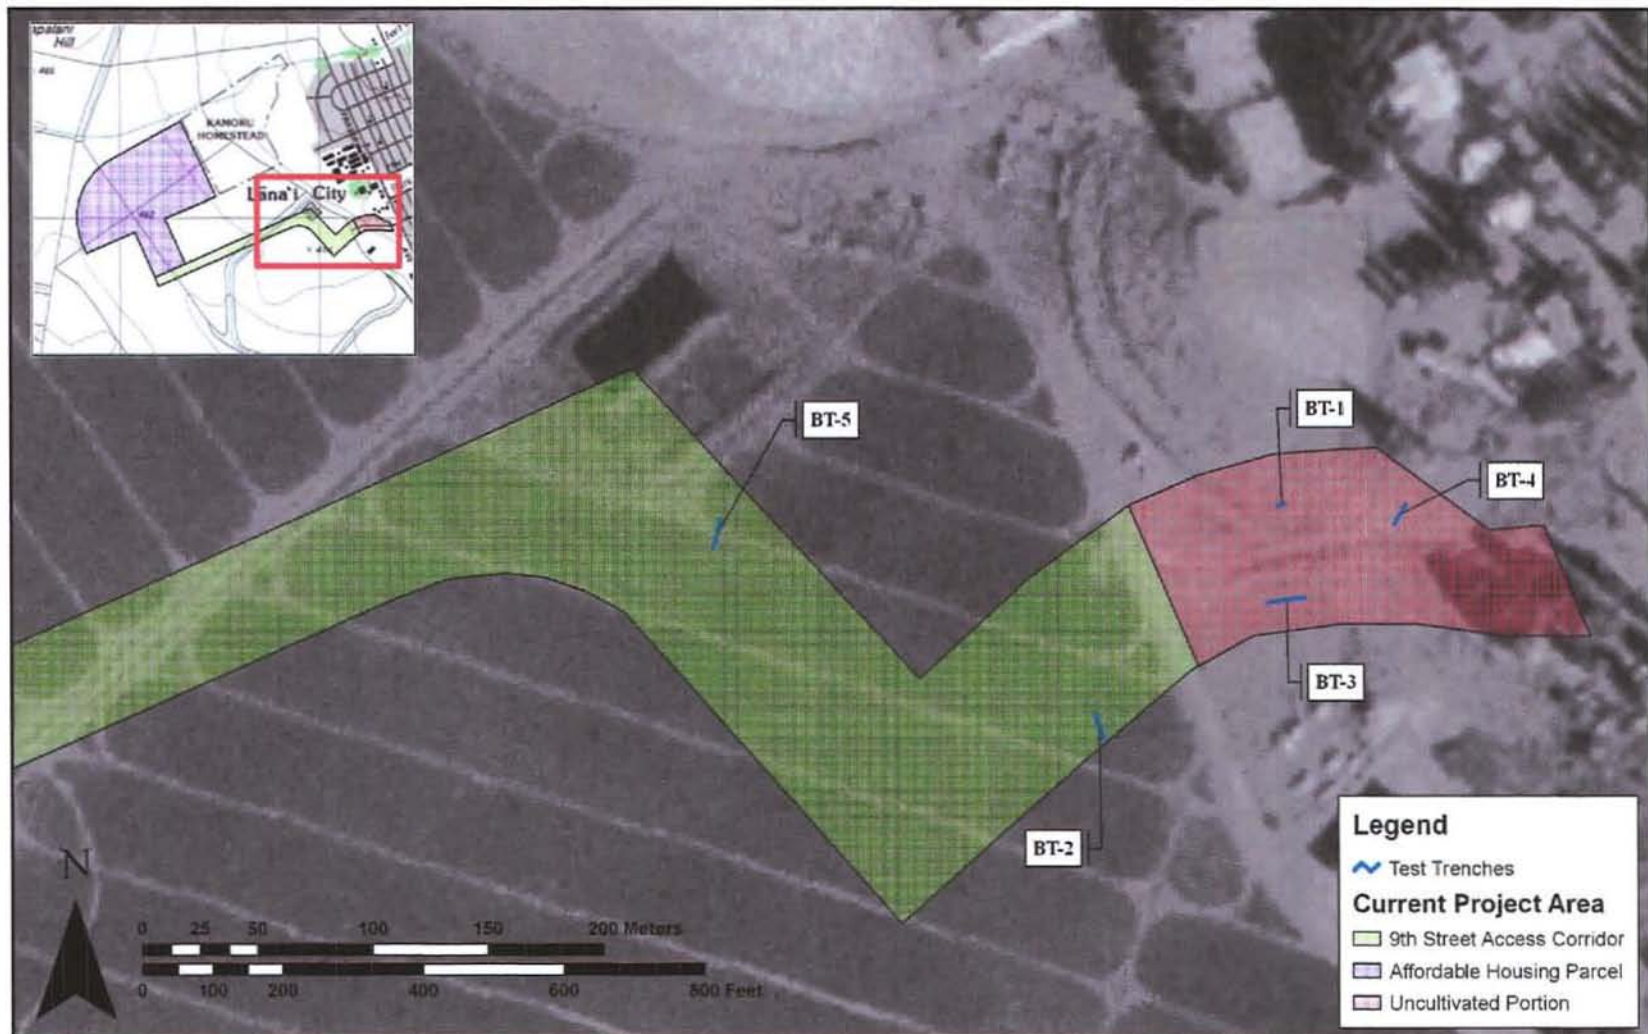 Hill
KANOHU
HOMESTEAD
462
Lāna`i City
BT-5
BT-1
BT-4
BT-3
BT-2
N
0 25 50 100 150 200 Meters
0 100 200 400 600 800 Feet
Legend
Test Trenches
Current Project Area
9th Street Access Corridor
Affordable Housing Parcel
Uncultivated Portion